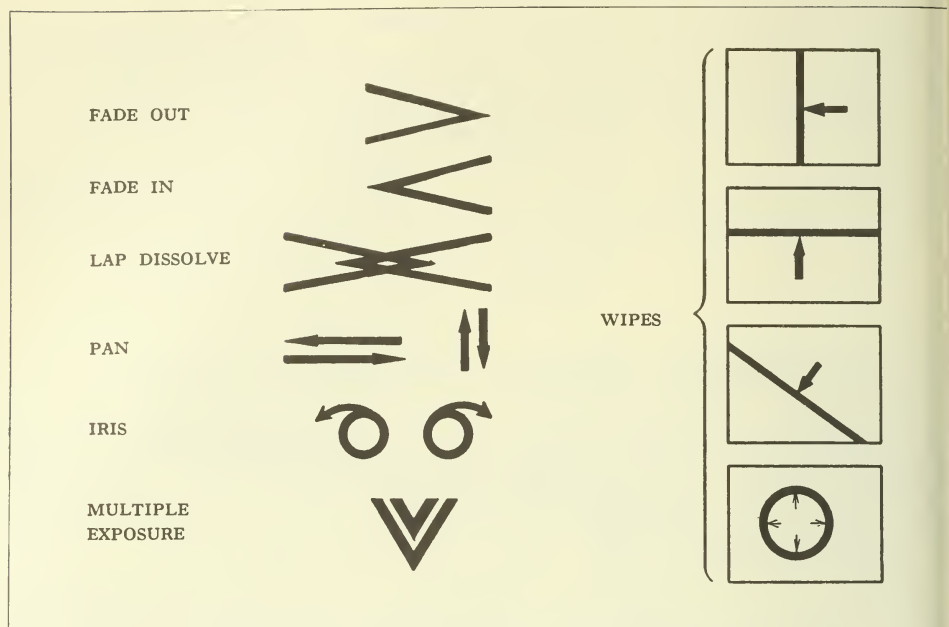 FADE OUT
FADE IN
LAP DISSOLVE
PAN
IRIS
MULTIPLE
EXPOSURE
WIPES